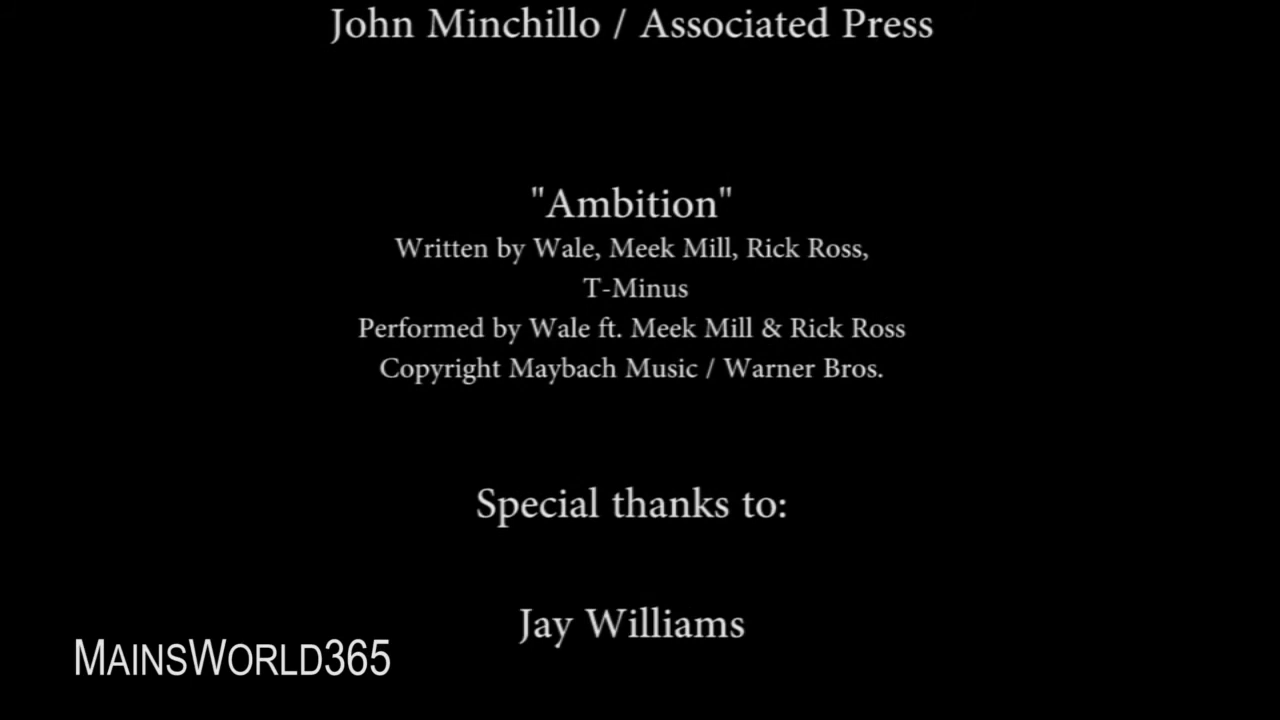 John Minchillo / Associated Press
"Ambition"
Written by Wale, Meek Mill, Rick Ross,
T-Minus
Performed by Wale ft. Meek Mill & Rick Ross
Copyright Maybach Music / Warner Bros.
Special thanks to:
Jay Williams
MAINSWORLD365